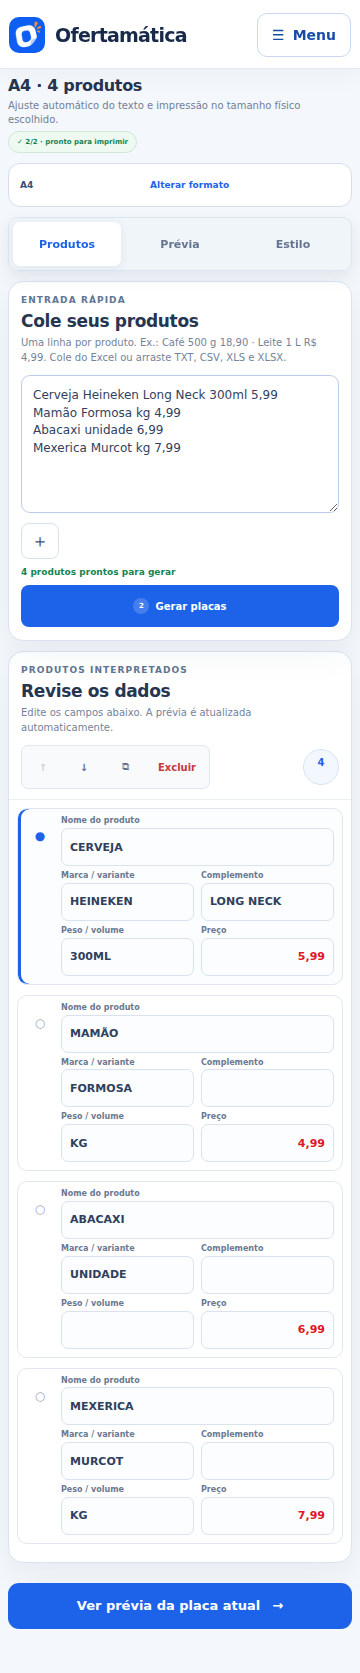 Ofertamática
☰ Menu
A4 · 4 produtos
Ajuste automático do texto e impressão no tamanho físico
escolhido.
✓ 2/2 · pronto para imprimir
A4 Alterar formato
Produtos Prévia Estilo
ENTRADA RÁPIDA
Cole seus produtos
Uma linha por produto. Ex.: Café 500 g 18,90 · Leite 1 L R$
4,99. Cole do Excel ou arraste TXT, CSV, XLS e XLSX.
Cerveja Heineken Long Neck 300ml 5,99
Mamão Formosa kg 4,99
Abacaxi unidade 6,99
Mexerica Murcot kg 7,99
+
4 produtos prontos para gerar
2 Gerar placas
PRODUTOS INTERPRETADOS
Revise os dados
Edite os campos abaixo. A prévia é atualizada
automaticamente.
↑ ↓ ⧉ Excluir 4
Nome do produto
CERVEJA
Marca / variante Complemento
HEINEKEN LONG NECK
Peso / volume Preço
300ML 5,99
Nome do produto
MAMÃO
Marca / variante Complemento
FORMOSA
Peso / volume Preço
KG 4,99
Nome do produto
ABACAXI
Marca / variante Complemento
UNIDADE
Peso / volume Preço
6,99
Nome do produto
MEXERICA
Marca / variante Complemento
MURCOT
Peso / volume Preço
KG 7,99
Ver prévia da placa atual →